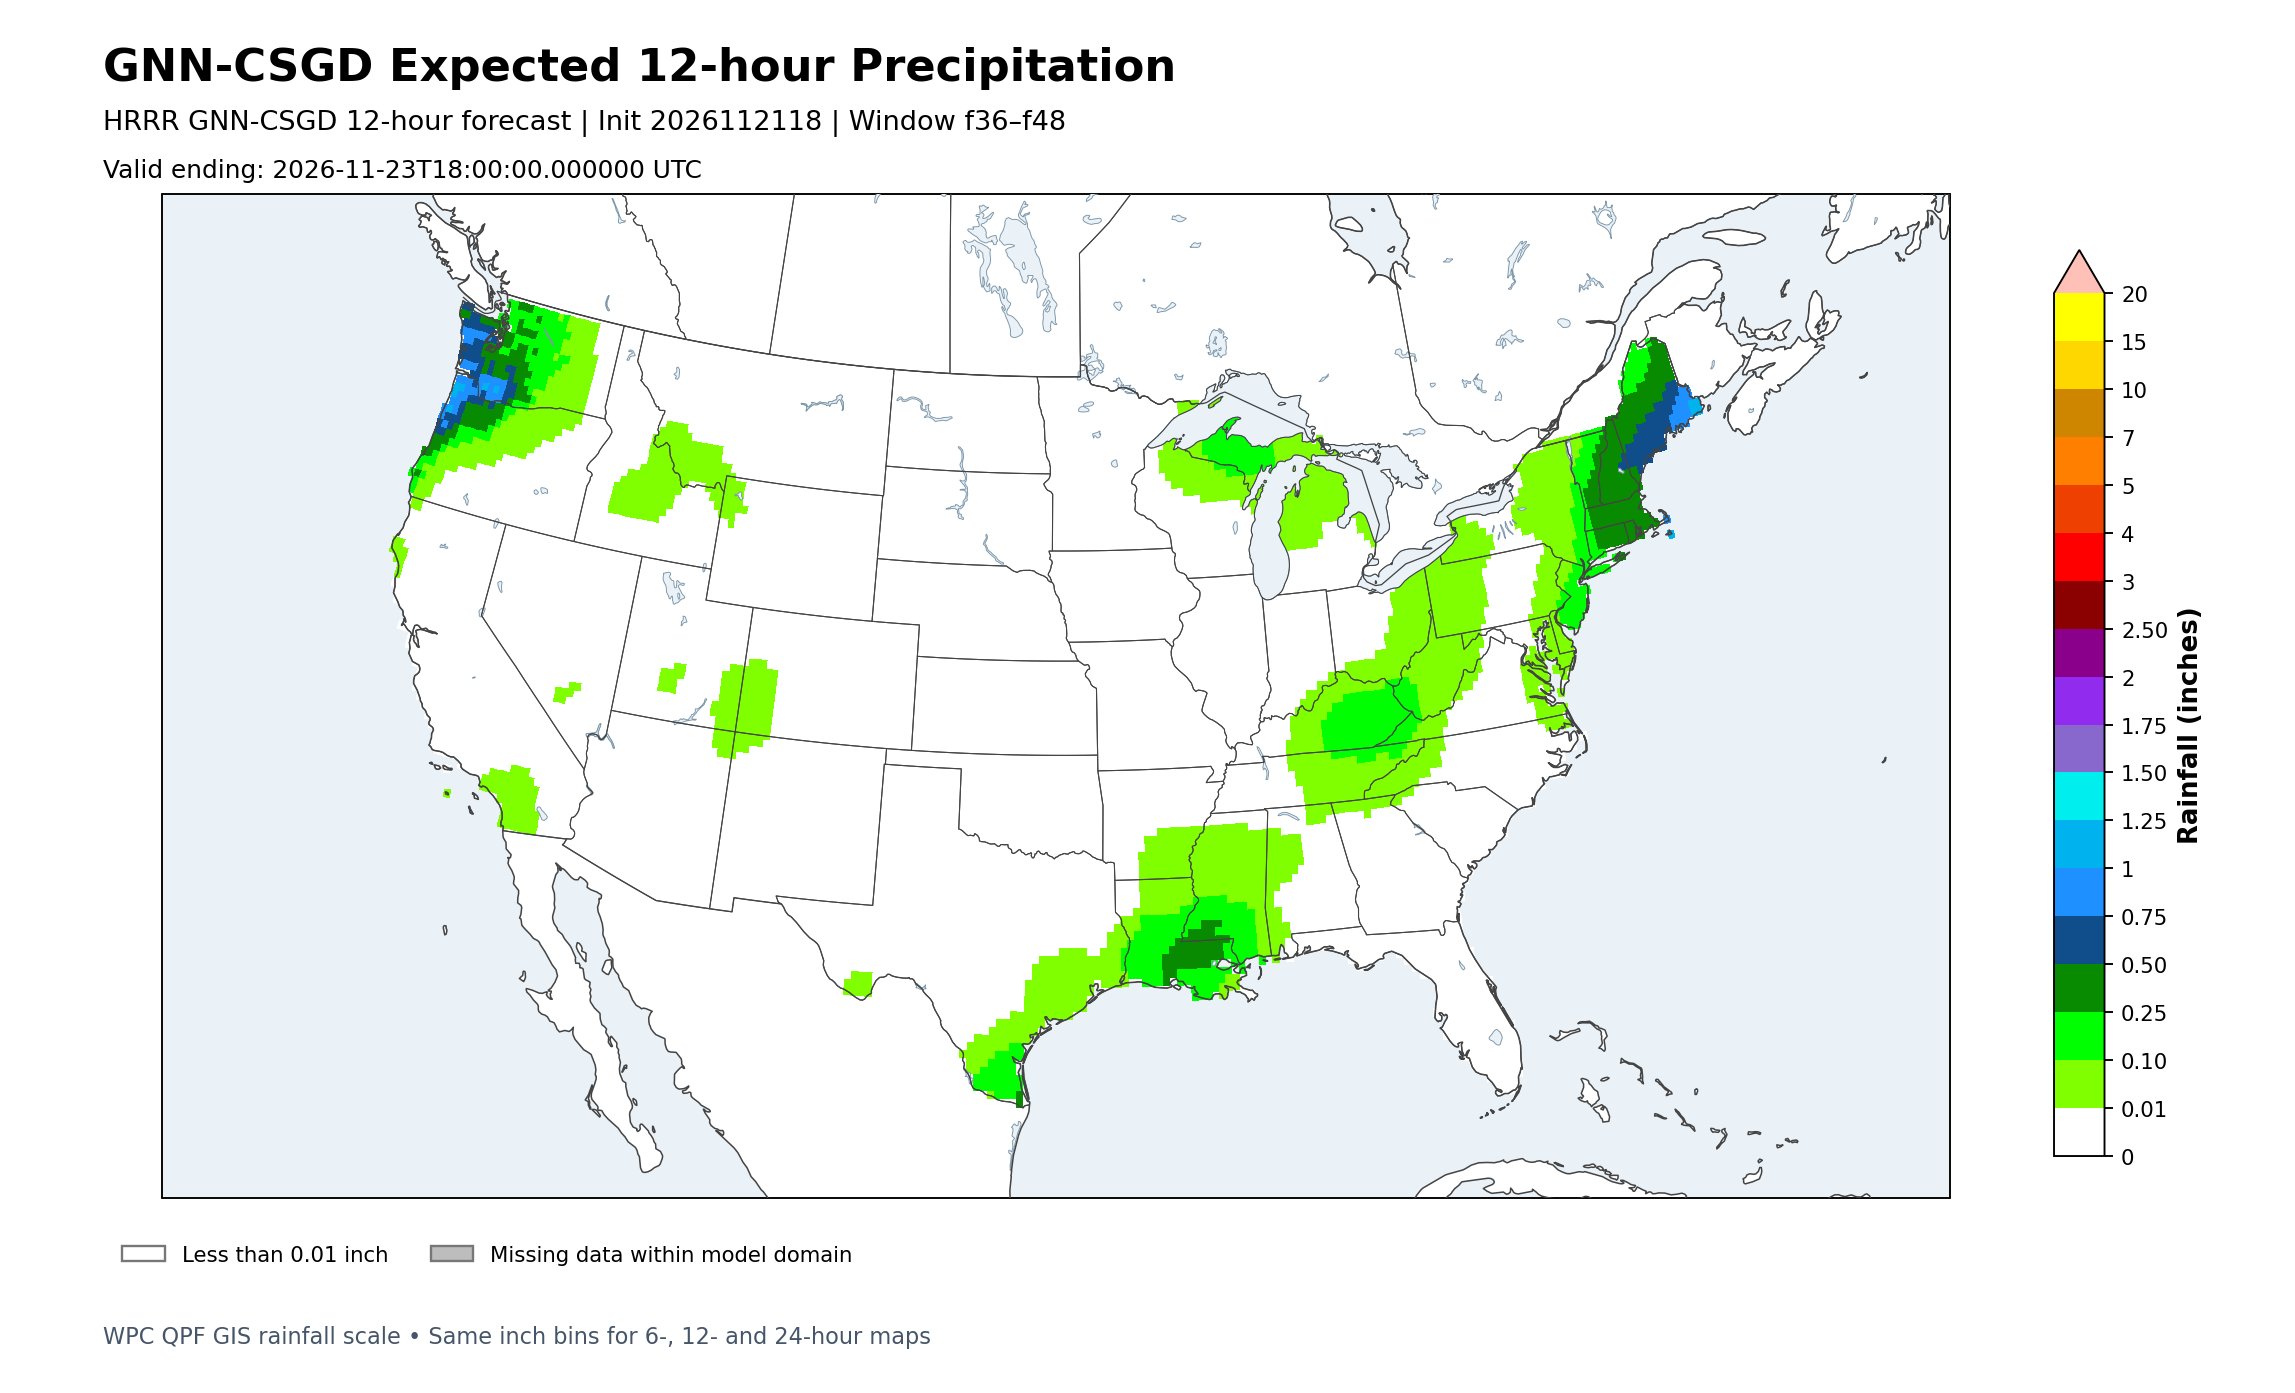 GNN-CSGD Expected 12-hour Precipitation
HRRR GNN-CSGD 12-hour forecast | Init 2026112118 | Window f36–f48
Valid ending: 2026-11-23T18:00:00.000000 UTC
20
15
10
7
5
4
3
2.50
2
1.75
1.50
1.25
1
0.75
0.50
0.25
0.10
0.01
0
Rainfall (inches)
Less than 0.01 inch
Missing data within model domain
WPC QPF GIS rainfall scale • Same inch bins for 6-, 12- and 24-hour maps